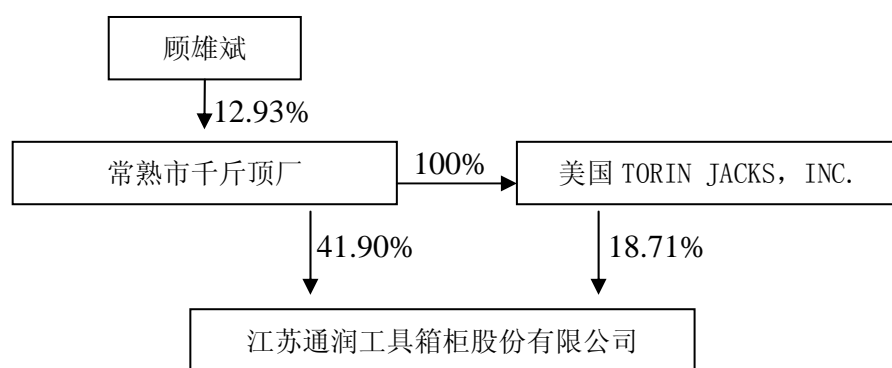 顾雄斌
12.93%
常熟市千斤顶厂
100%
美国 TORIN JACKS，INC.
41.90%
18.71%
江苏通润工具箱柜股份有限公司